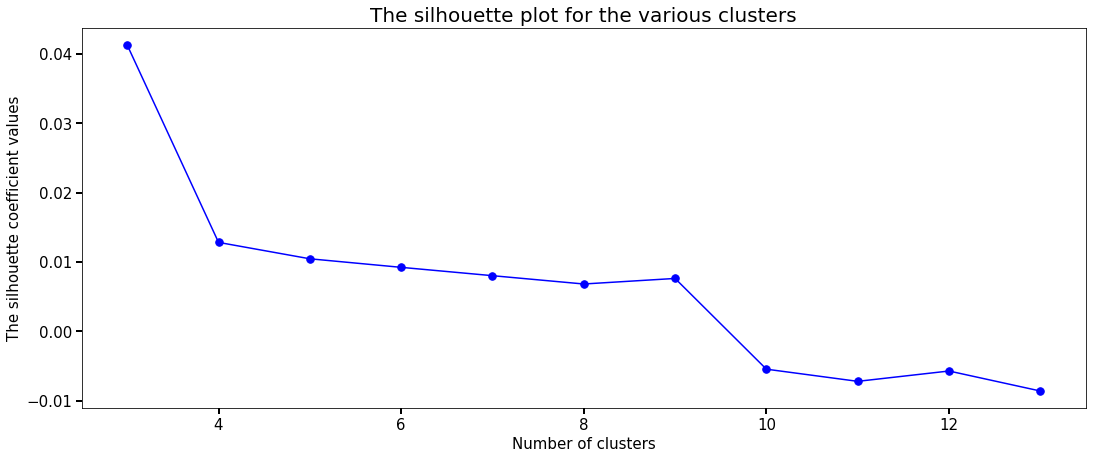 The silhouette plot for the various clusters
The silhouette coefficient values
0.04
0.03
0.02
0.01
0.00
−0.01
4 6 8 10 12
Number of clusters